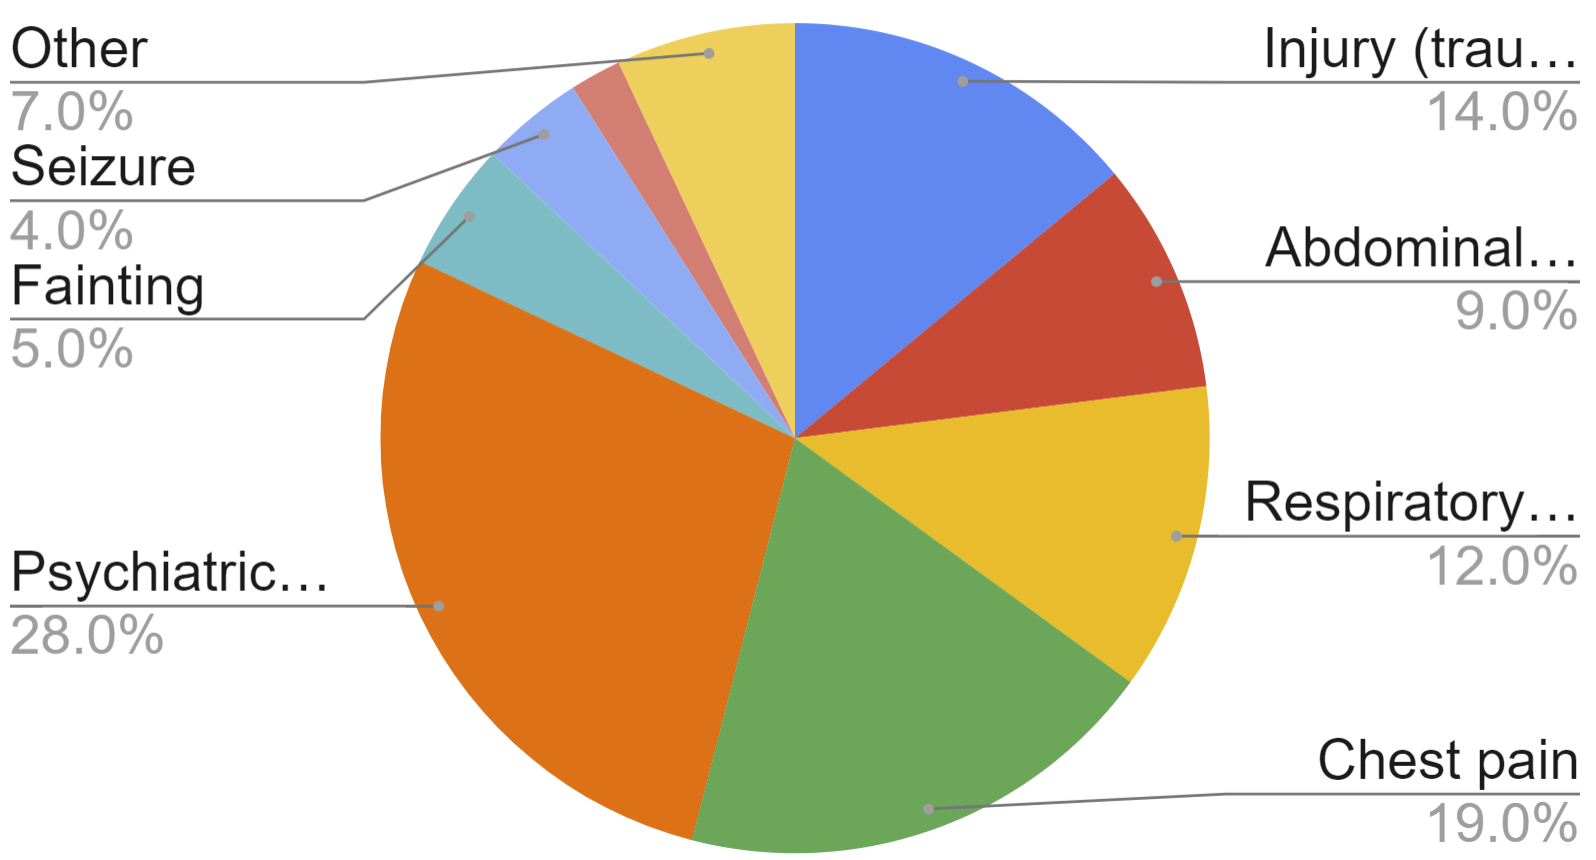 Other
7.0%
Seizure
4.0%
Fainting
5.0%
Psychiatric…
28.0%
Injury (trau…
14.0%
Abdominal…
9.0%
Respiratory…
12.0%
Chest pain
19.0%